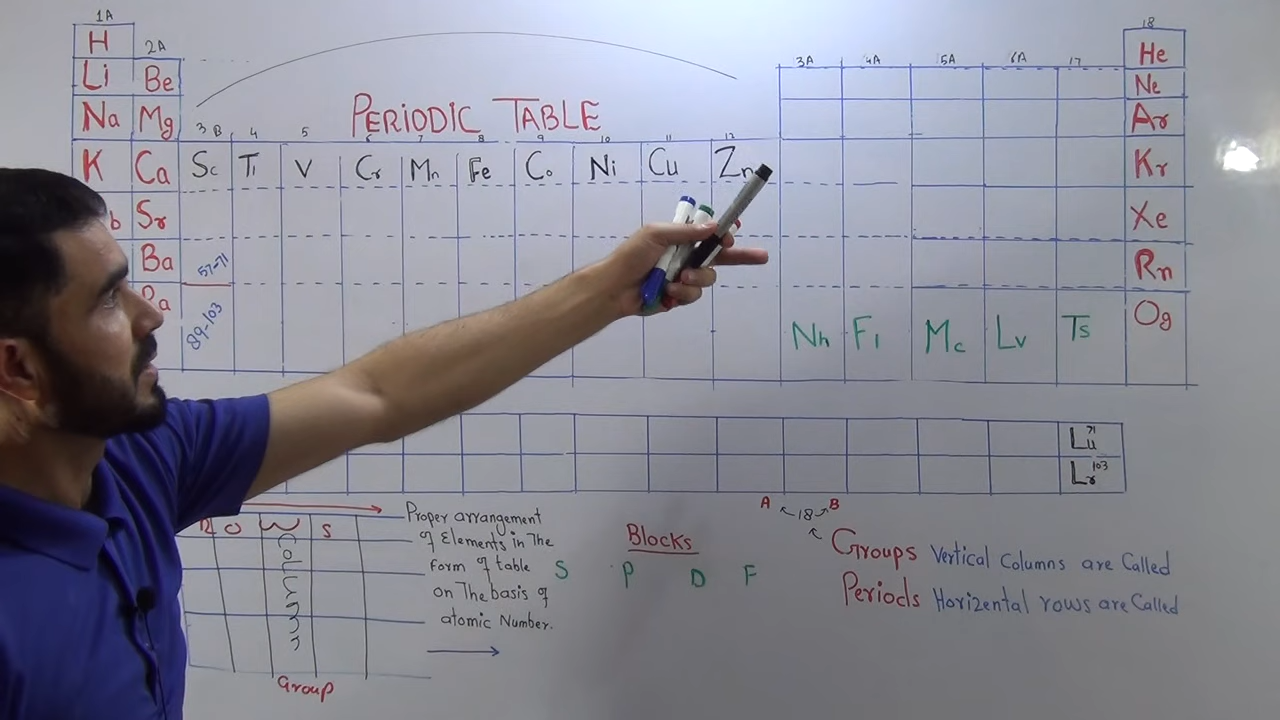 1A
18
H
2A
3A 4A 5A 6A 17
He
Li Be
Ne
Na Mg
PERIODIC TABLE
Ar
3B 4 5 6 7 8 9 10 11 12
K Ca Sc Ti V Cr Mn Fe Co Ni Cu Zn
Kr
b Sr
Xe
Ba 57-71
Rn
Ra 89-103
Og
Nh Fl Mc Lv Ts
Lu 71
Lr 103
R O W S
Column
Group
Proper arrangement
of Elements in The
form of table
on The basis of
atomic Number.
Blocks
S P D F
A 18 B
Groups Vertical Columns are Called
Periods Horizental rows are Called